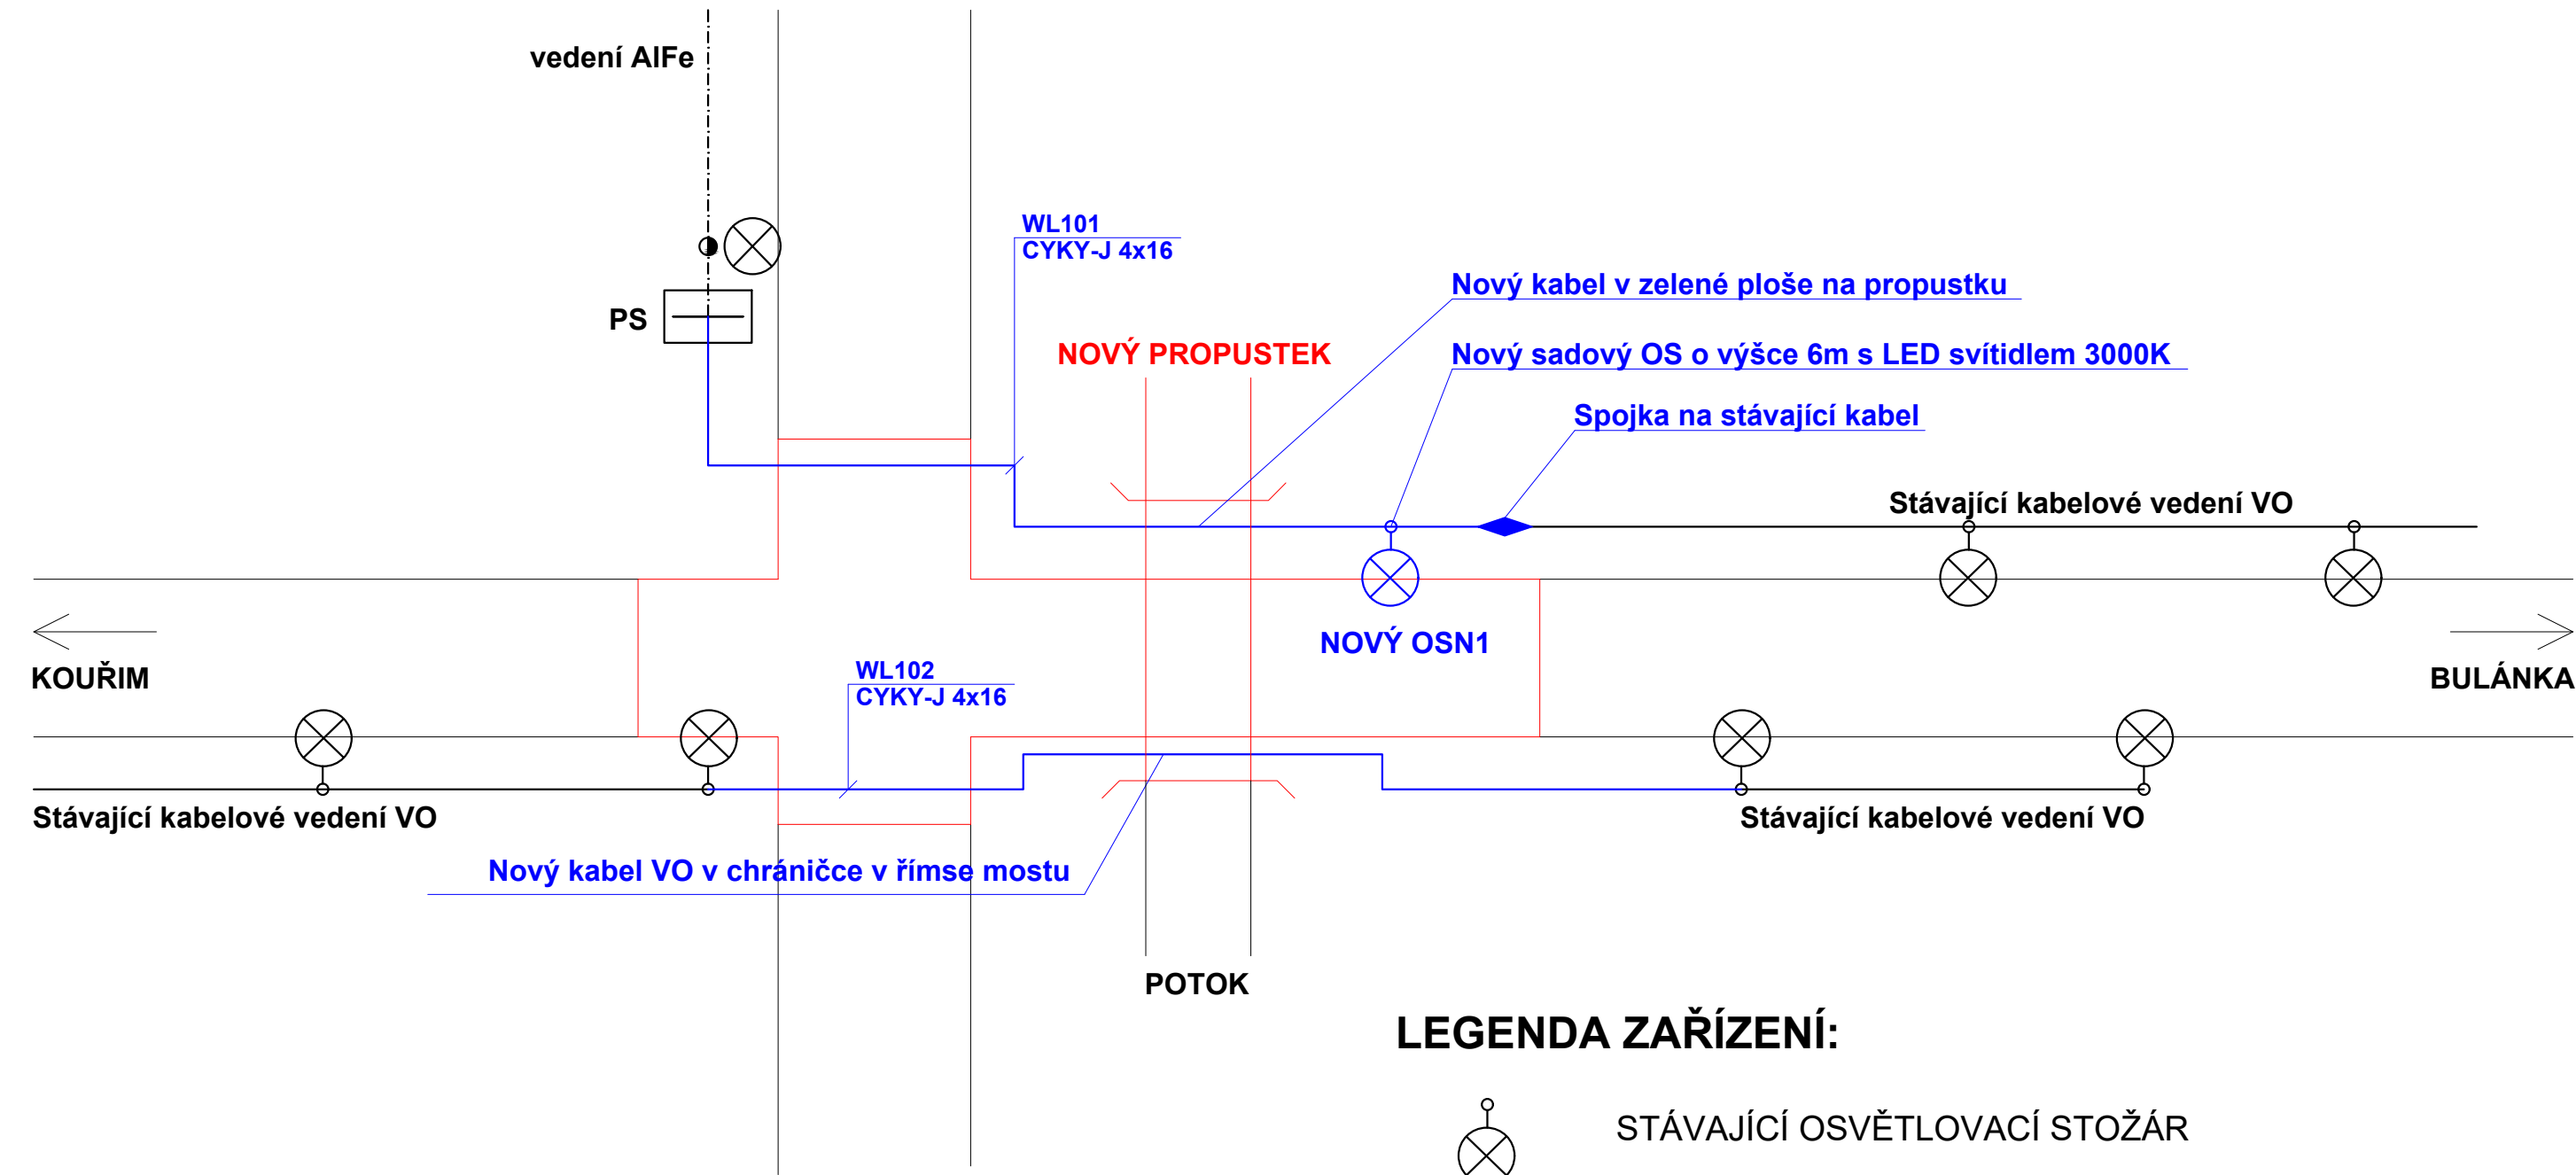 vedení AlFe
WL101
CYKY-J 4x16
Nový kabel v zelené ploše na propustku
PS
NOVÝ PROPUSTEK
Nový sadový OS o výšce 6m s LED svítidlem 3000K
Spojka na stávající kabel
Stávající kabelové vedení VO
NOVÝ OSN1
KOUŘIM
WL102
CYKY-J 4x16
BULÁNKA
Stávající kabelové vedení VO
Stávající kabelové vedení VO
Nový kabel VO v chráničce v římse mostu
POTOK
LEGENDA ZAŘÍZENÍ:
STÁVAJÍCÍ OSVĚTLOVACÍ STOŽÁR